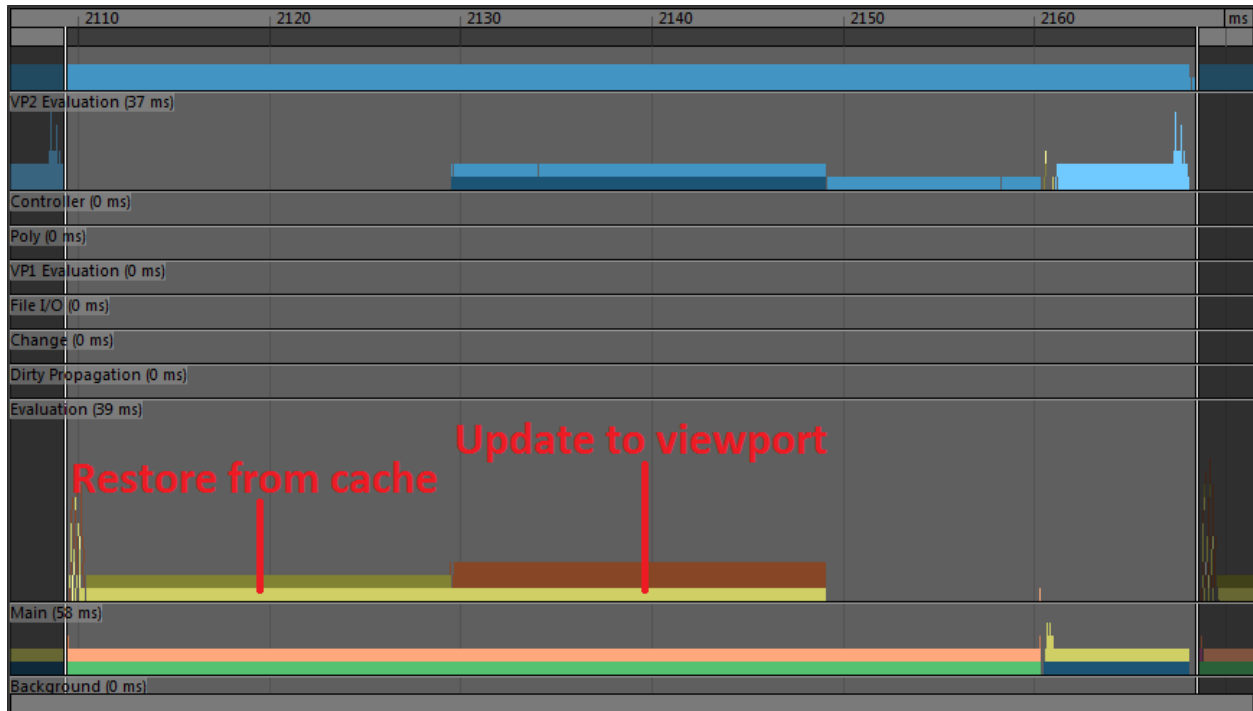 2110 2120 2130 2140 2150 2160 ms
VP2 Evaluation (37 ms)
Controller (0 ms)
Poly (0 ms)
VP1 Evaluation (0 ms)
File I/O (0 ms)
Change (0 ms)
Dirty Propagation (0 ms)
Evaluation (39 ms)
Update to viewport
Restore from cache
Main (58 ms)
Background (0 ms)